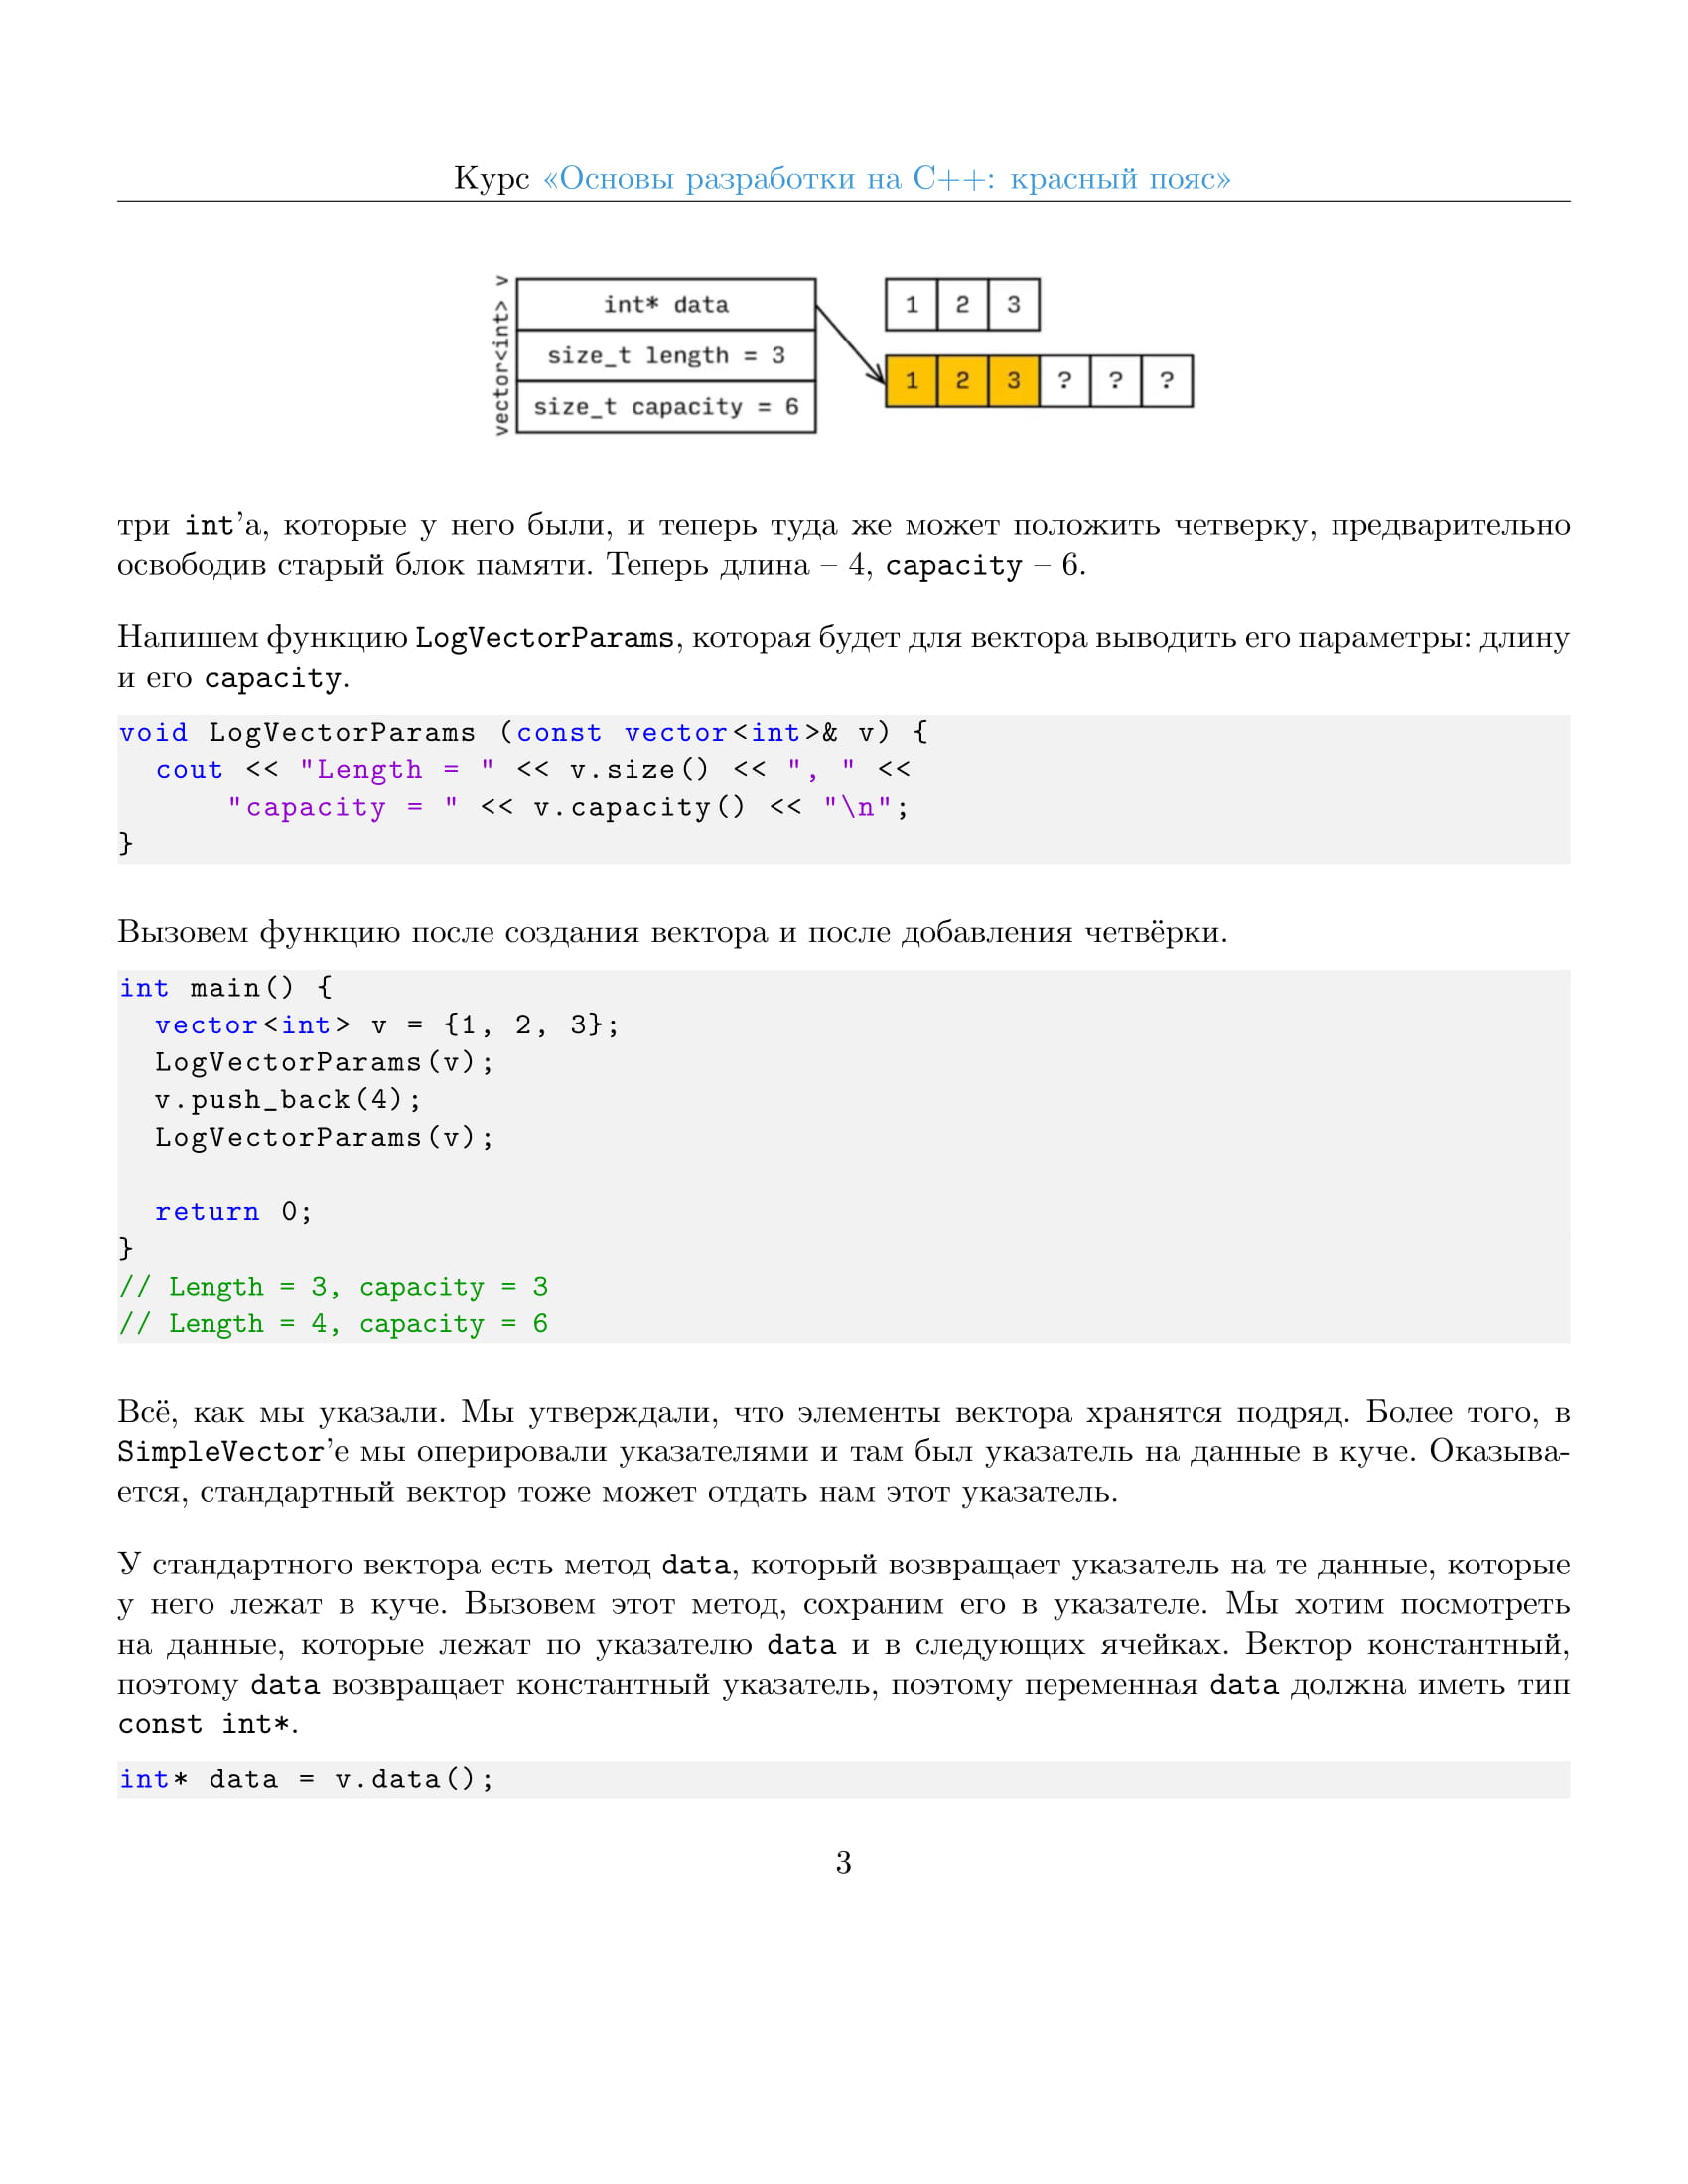 Курс «Основы разработки на C++: красный пояс»
vector<int> v
int* data
size_t length = 3
size_t capacity = 6
1 2 3
1 2 3 ? ? ?
три int'а, которые у него были, и теперь туда же может положить четверку, предварительно
освободив старый блок памяти. Теперь длина – 4, capacity – 6.
Напишем функцию LogVectorParams, которая будет для вектора выводить его параметры: длину
и его capacity.
void LogVectorParams (const vector<int>& v) {
  cout << "Length = " << v.size() << ", " <<
      "capacity = " << v.capacity() << "\n";
}
Вызовем функцию после создания вектора и после добавления четвёрки.
int main() {
  vector<int> v = {1, 2, 3};
  LogVectorParams(v);
  v.push_back(4);
  LogVectorParams(v);
  return 0;
}
// Length = 3, capacity = 3
// Length = 4, capacity = 6
Всё, как мы указали. Мы утверждали, что элементы вектора хранятся подряд. Более того, в
SimpleVector'е мы оперировали указателями и там был указатель на данные в куче. Оказыва-
ется, стандартный вектор тоже может отдать нам этот указатель.
У стандартного вектора есть метод data, который возвращает указатель на те данные, которые
у него лежат в куче. Вызовем этот метод, сохраним его в указателе. Мы хотим посмотреть
на данные, которые лежат по указателю data и в следующих ячейках. Вектор константный,
поэтому data возвращает константный указатель, поэтому переменная data должна иметь тип
const int*.
int* data = v.data();
3